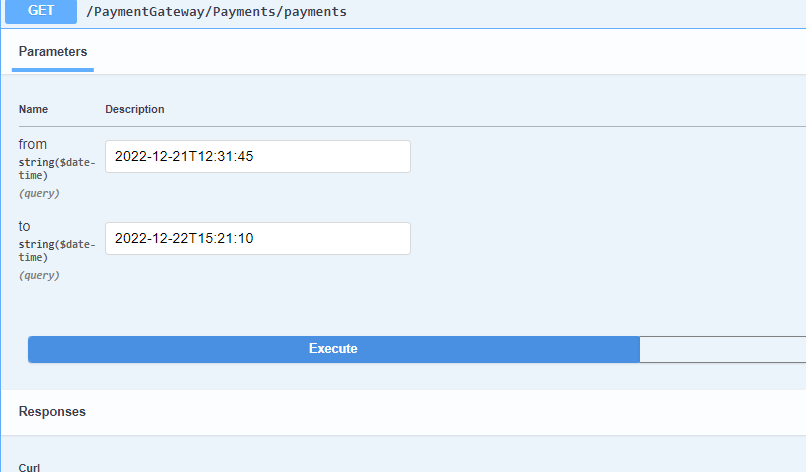 GET /PaymentGateway/Payments/payments
Parameters
Name Description
from
string($date-
time)
(query)
2022-12-21T12:31:45
to
string($date-
time)
(query)
2022-12-22T15:21:10
Execute
Responses
Curl